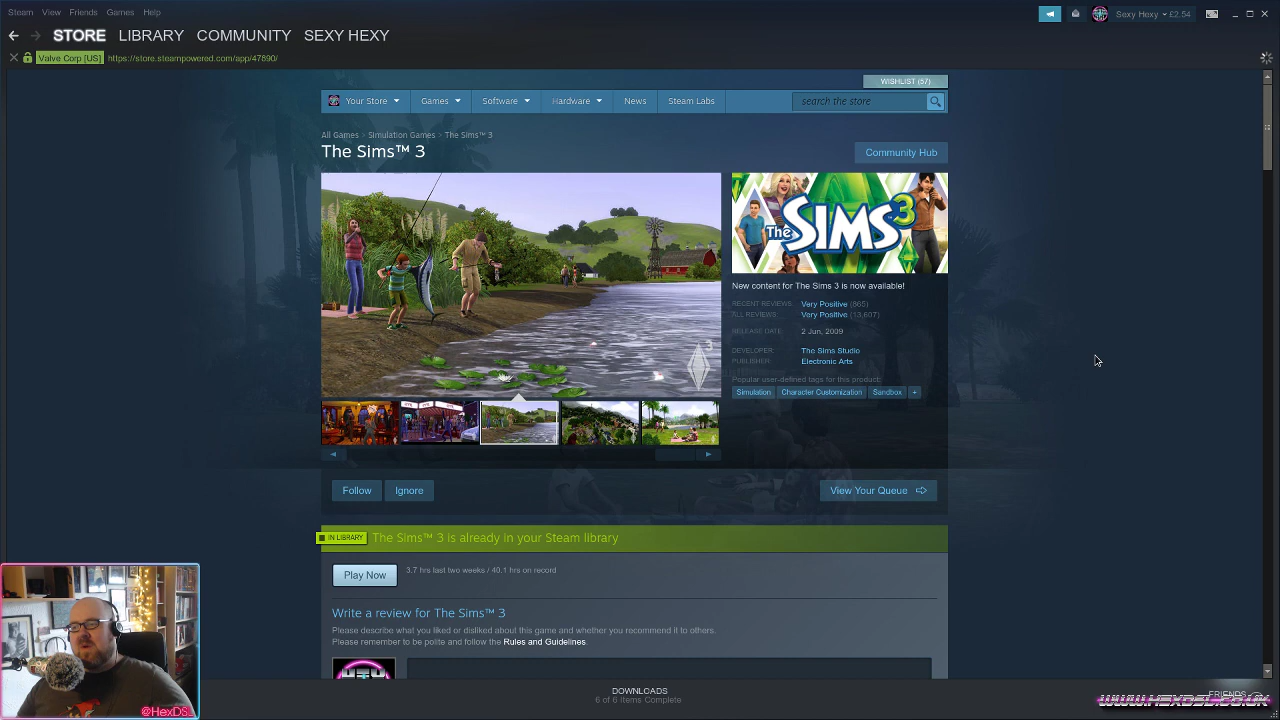 Steam View Friends Games Help
Sexy Hexy £2.54
STORE LIBRARY COMMUNITY SEXY HEXY
Valve Corp [US] https://store.steampowered.com/app/47890/
WISHLIST (57)
Your Store Games Software Hardware News Steam Labs search the store
All Games > Simulation Games > The Sims™ 3
The Sims™ 3
Community Hub
The SIMS 3
New content for The Sims 3 is now available!
RECENT REVIEWS: Very Positive (865)
ALL REVIEWS: Very Positive (13,607)
RELEASE DATE: 2 Jun, 2009
DEVELOPER: The Sims Studio
PUBLISHER: Electronic Arts
Popular user-defined tags for this product:
Simulation Character Customization Sandbox +
Follow Ignore View Your Queue
IN LIBRARY The Sims™ 3 is already in your Steam library
Play Now 3.7 hrs last two weeks / 40.1 hrs on record
Write a review for The Sims™ 3
Please describe what you liked or disliked about this game and whether you recommend it to others.
Please remember to be polite and follow the Rules and Guidelines.
DOWNLOADS
6 of 6 Items Complete
FRIENDS
@HexDS_